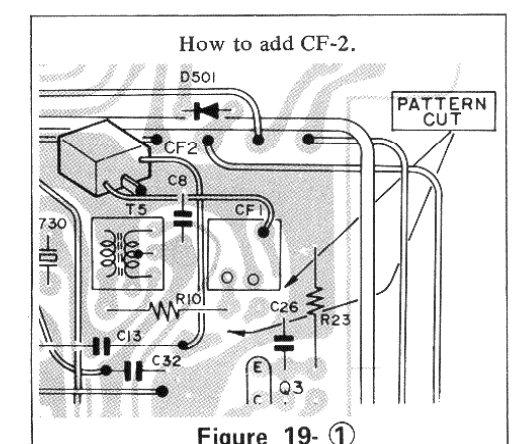 How to add CF-2.
D501
PATTERN
CUT
CF2
C8
T5
CF1
730
R10
C26
R23
C13
C32
E
Q3
C
Figure 19- ①